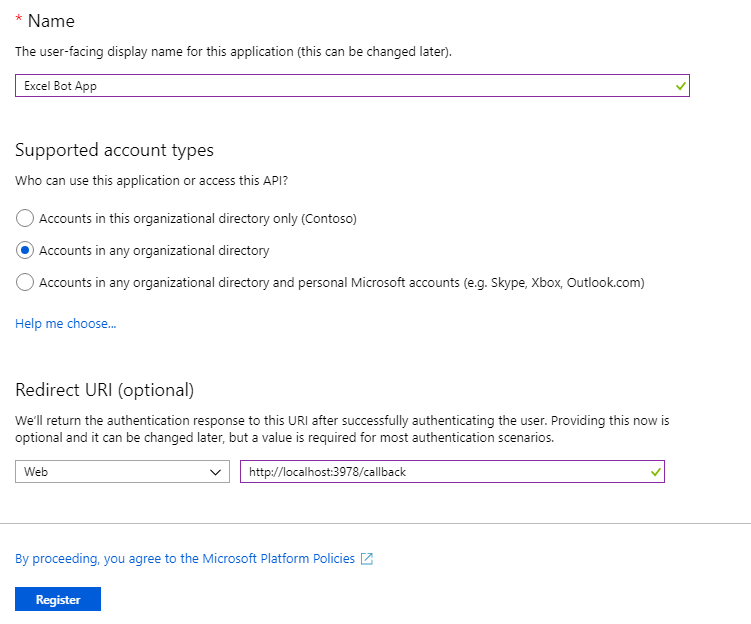 * Name
The user-facing display name for this application (this can be changed later).
Excel Bot App
Supported account types
Who can use this application or access this API?
Accounts in this organizational directory only (Contoso)
Accounts in any organizational directory
Accounts in any organizational directory and personal Microsoft accounts (e.g. Skype, Xbox, Outlook.com)
Help me choose...
Redirect URI (optional)
We'll return the authentication response to this URI after successfully authenticating the user. Providing this now is
optional and it can be changed later, but a value is required for most authentication scenarios.
Web http://localhost:3978/callback
By proceeding, you agree to the Microsoft Platform Policies
Register